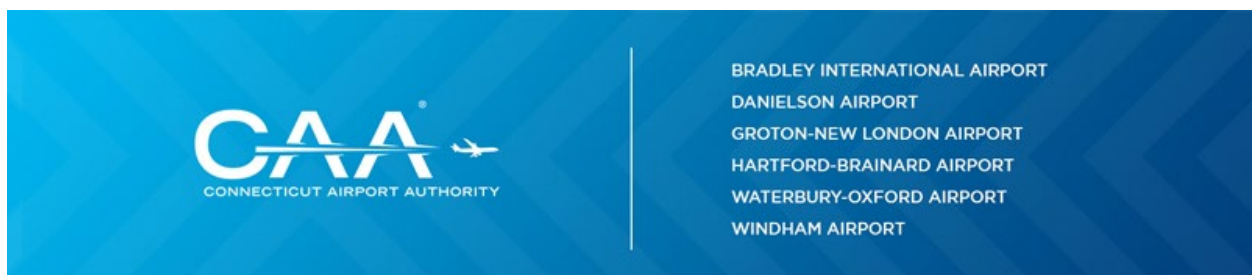 CAA®
CONNECTICUT AIRPORT AUTHORITY
BRADLEY INTERNATIONAL AIRPORT
DANIELSON AIRPORT
GROTON-NEW LONDON AIRPORT
HARTFORD-BRAINARD AIRPORT
WATERBURY-OXFORD AIRPORT
WINDHAM AIRPORT